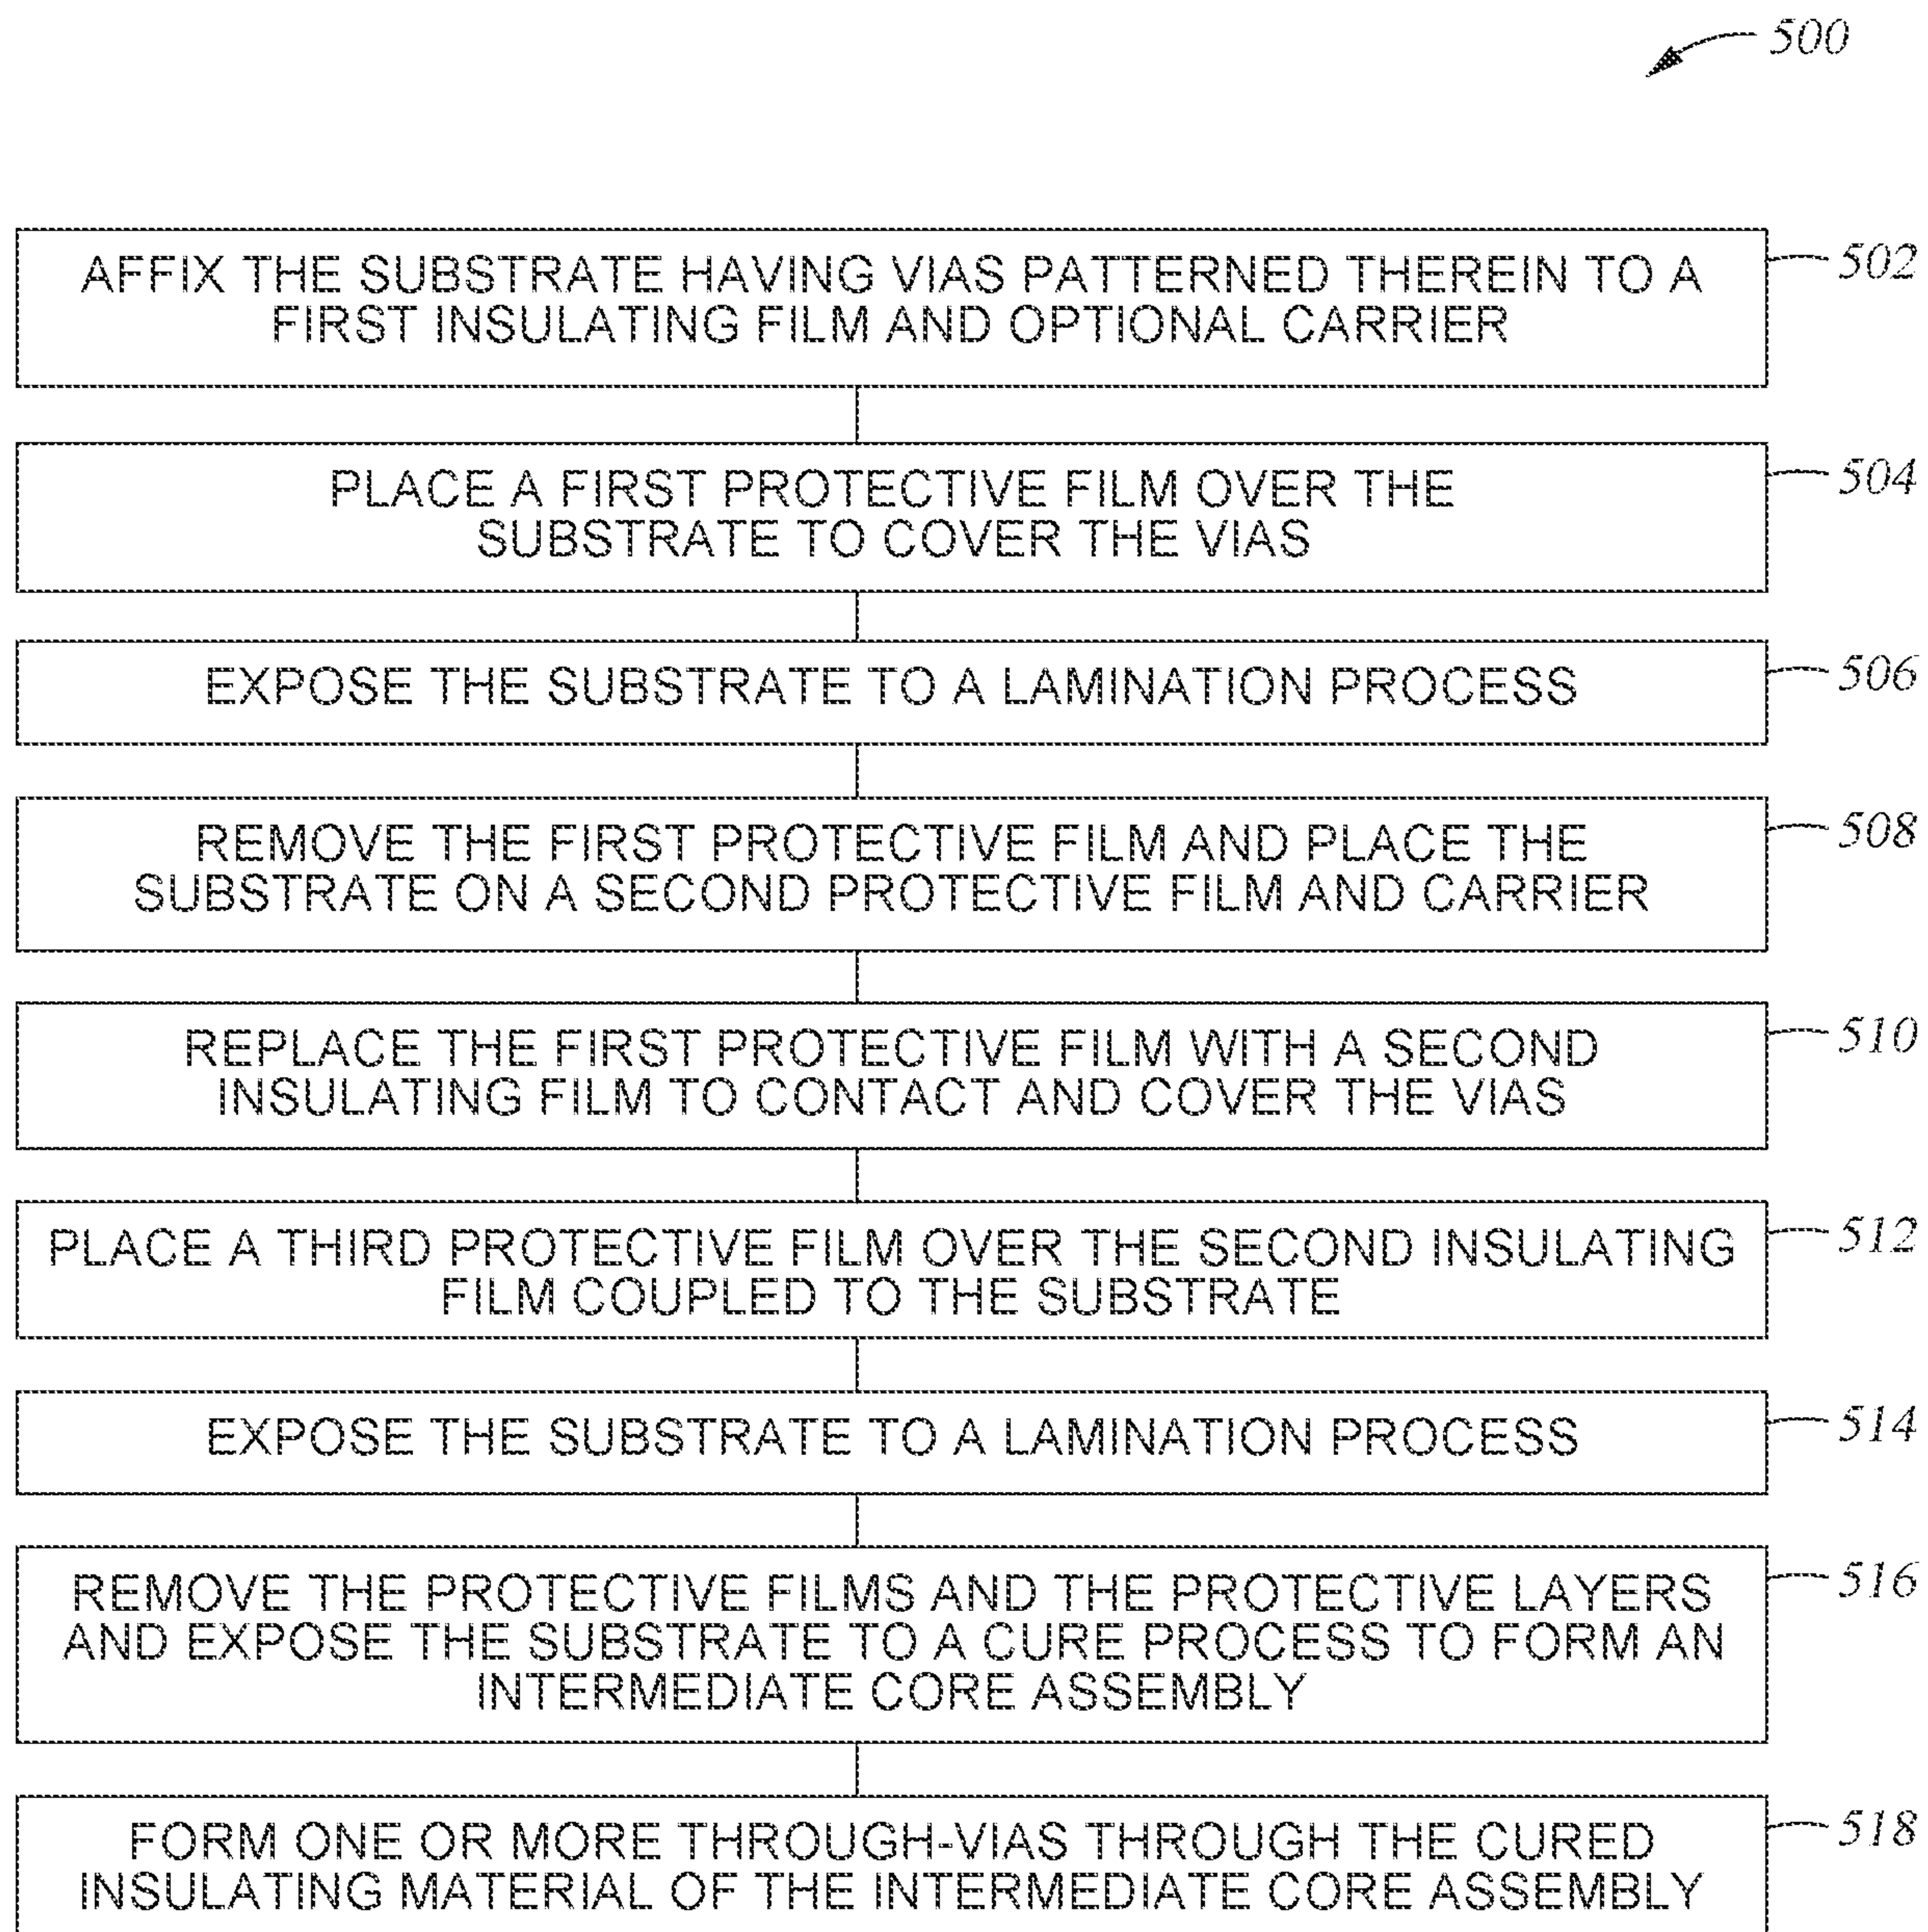 500
AFFIX THE SUBSTRATE HAVING VIAS PATTERNED THEREIN TO A
FIRST INSULATING FILM AND OPTIONAL CARRIER
502
PLACE A FIRST PROTECTIVE FILM OVER THE
SUBSTRATE TO COVER THE VIAS
504
EXPOSE THE SUBSTRATE TO A LAMINATION PROCESS
506
REMOVE THE FIRST PROTECTIVE FILM AND PLACE THE
SUBSTRATE ON A SECOND PROTECTIVE FILM AND CARRIER
508
REPLACE THE FIRST PROTECTIVE FILM WITH A SECOND
INSULATING FILM TO CONTACT AND COVER THE VIAS
510
PLACE A THIRD PROTECTIVE FILM OVER THE SECOND INSULATING
FILM COUPLED TO THE SUBSTRATE
512
EXPOSE THE SUBSTRATE TO A LAMINATION PROCESS
514
REMOVE THE PROTECTIVE FILMS AND THE PROTECTIVE LAYERS
AND EXPOSE THE SUBSTRATE TO A CURE PROCESS TO FORM AN
INTERMEDIATE CORE ASSEMBLY
516
FORM ONE OR MORE THROUGH-VIAS THROUGH THE CURED
INSULATING MATERIAL OF THE INTERMEDIATE CORE ASSEMBLY
518